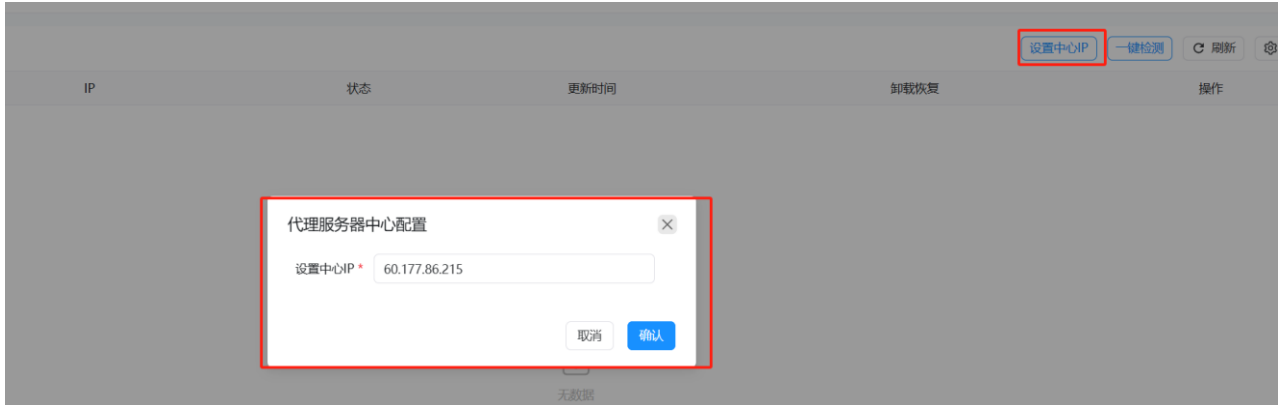 设置中心IP 一键检测 刷新
IP 状态 更新时间 卸载恢复 操作
代理服务器中心配置
设置中心IP * 60.177.86.215
取消 确认
无数据